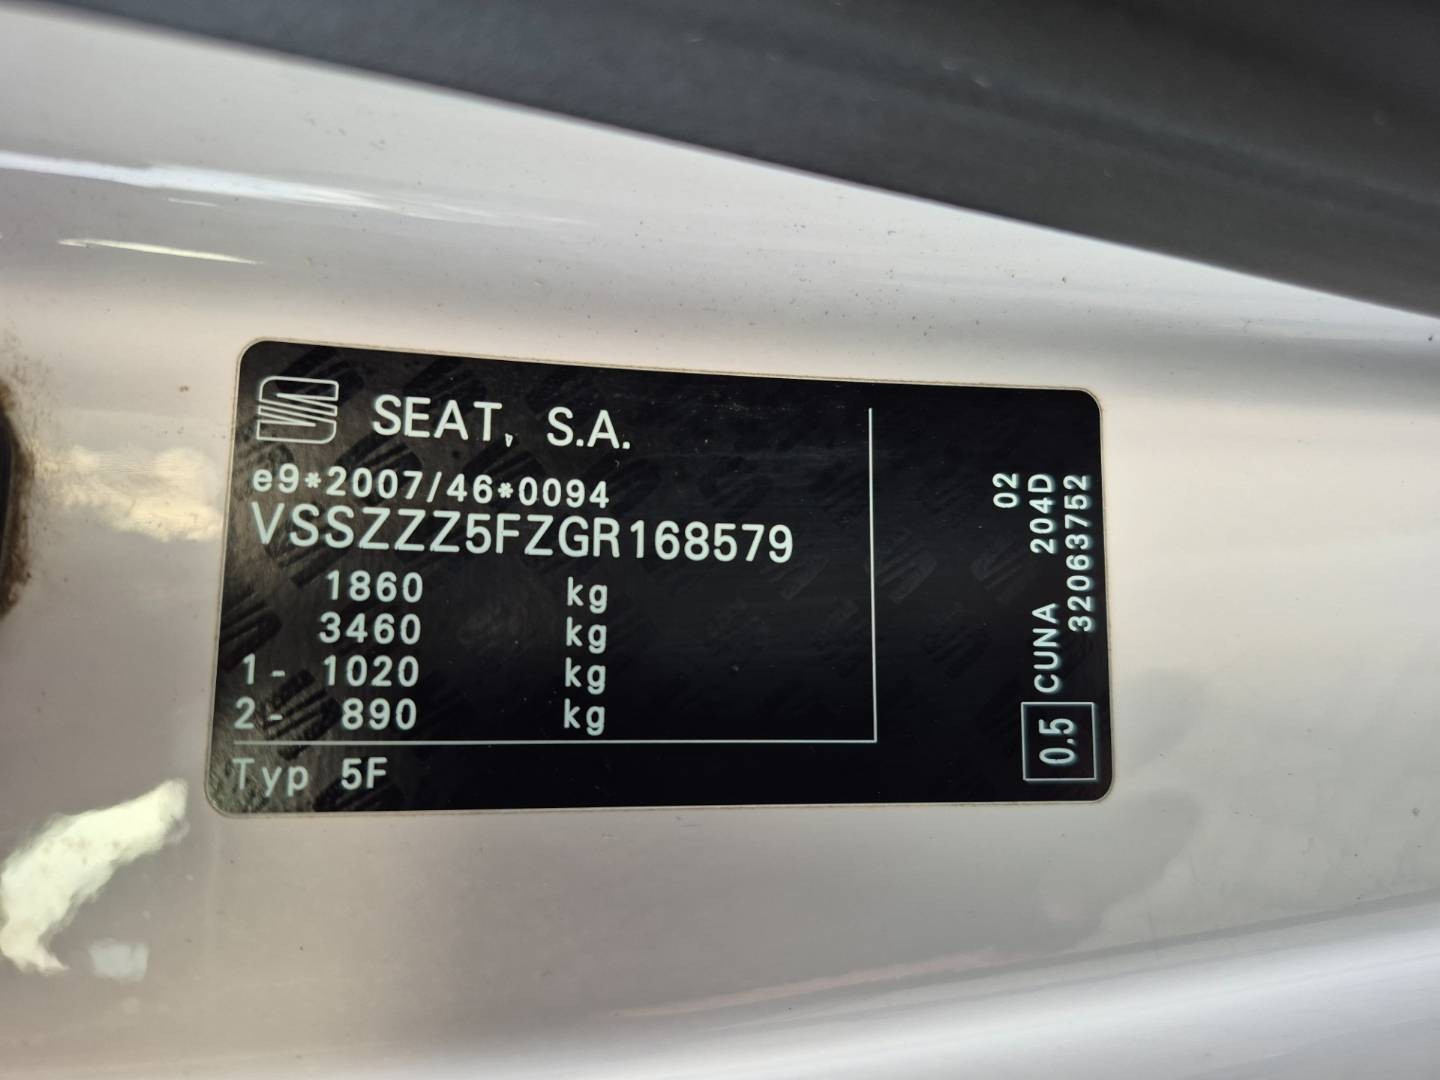 SEAT, S.A.
e9*2007/46*0094
VSSZZZ5FZGR168579
1860 kg
3460 kg
1- 1020 kg
2- 890 kg
Typ 5F
02
204D
32063752
CUNA
0.5